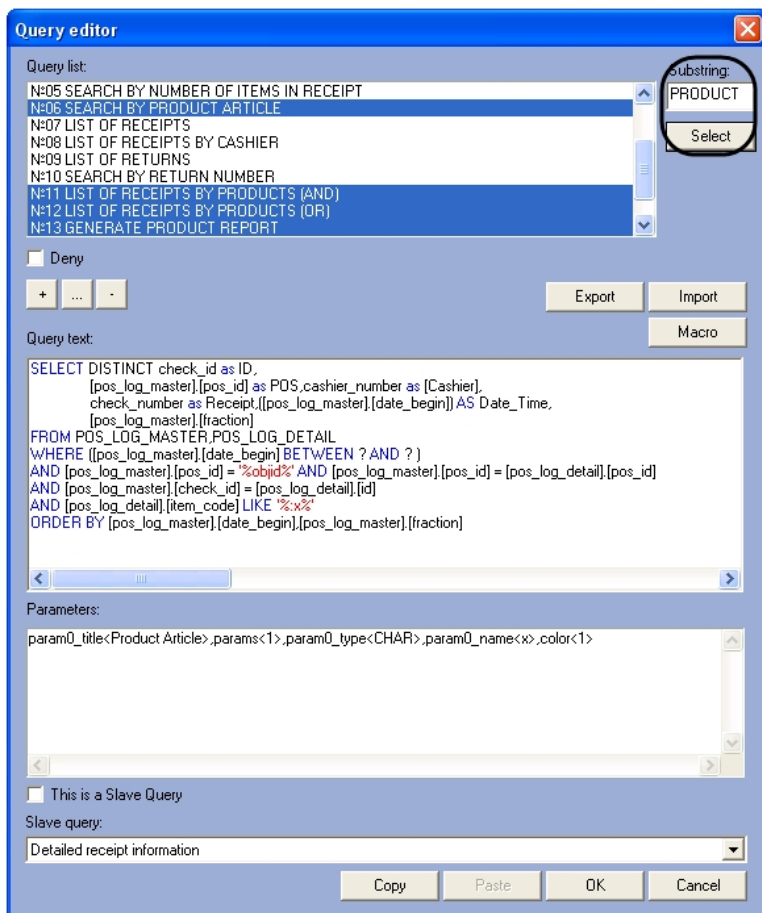 Query editor
Query list:
Substring:
PRODUCT
Select
№05 SEARCH BY NUMBER OF ITEMS IN RECEIPT
№06 SEARCH BY PRODUCT ARTICLE
№07 LIST OF RECEIPTS
№08 LIST OF RECEIPTS BY CASHIER
№09 LIST OF RETURNS
№10 SEARCH BY RETURN NUMBER
№11 LIST OF RECEIPTS BY PRODUCTS (AND)
№12 LIST OF RECEIPTS BY PRODUCTS (OR)
№13 GENERATE PRODUCT REPORT
Deny
+ ... -
Export Import
Macro
Query text:
SELECT DISTINCT check_id as ID,
[pos_log_master].[pos_id] as POS,cashier_number as [Cashier],
check_number as Receipt,([pos_log_master].[date_begin]) AS Date_Time,
[pos_log_master].[fraction]
FROM POS_LOG_MASTER,POS_LOG_DETAIL
WHERE ([pos_log_master].[date_begin] BETWEEN ? AND ? )
AND [pos_log_master].[pos_id] = '%objid%' AND [pos_log_master].[pos_id] = [pos_log_detail].[pos_id]
AND [pos_log_master].[check_id] = [pos_log_detail].[id]
AND [pos_log_detail].[item_code] LIKE '%:x%'
ORDER BY [pos_log_master].[date_begin],[pos_log_master].[fraction]
Parameters:
param0_title<Product Article>,params<1>,param0_type<CHAR>,param0_name<x>,color<1>
This is a Slave Query
Slave query:
Detailed receipt information
Copy Paste OK Cancel